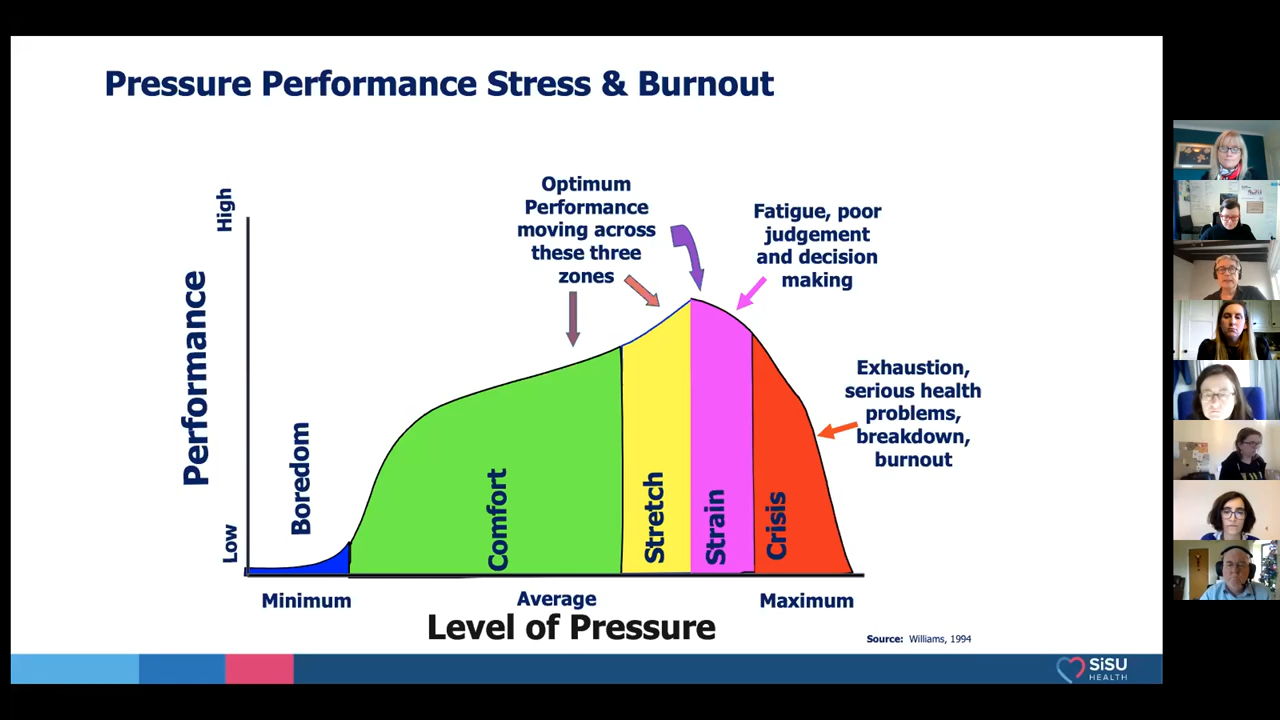 Pressure Performance Stress & Burnout
High
Performance
Low
Optimum
Performance
moving across
these three
zones
Fatigue, poor
judgement
and decision
making
Exhaustion,
serious health
problems,
breakdown,
burnout
Boredom
Comfort
Stretch
Strain
Crisis
Minimum
Average
Maximum
Level of Pressure
Source: Williams, 1994
SiSU
HEALTH